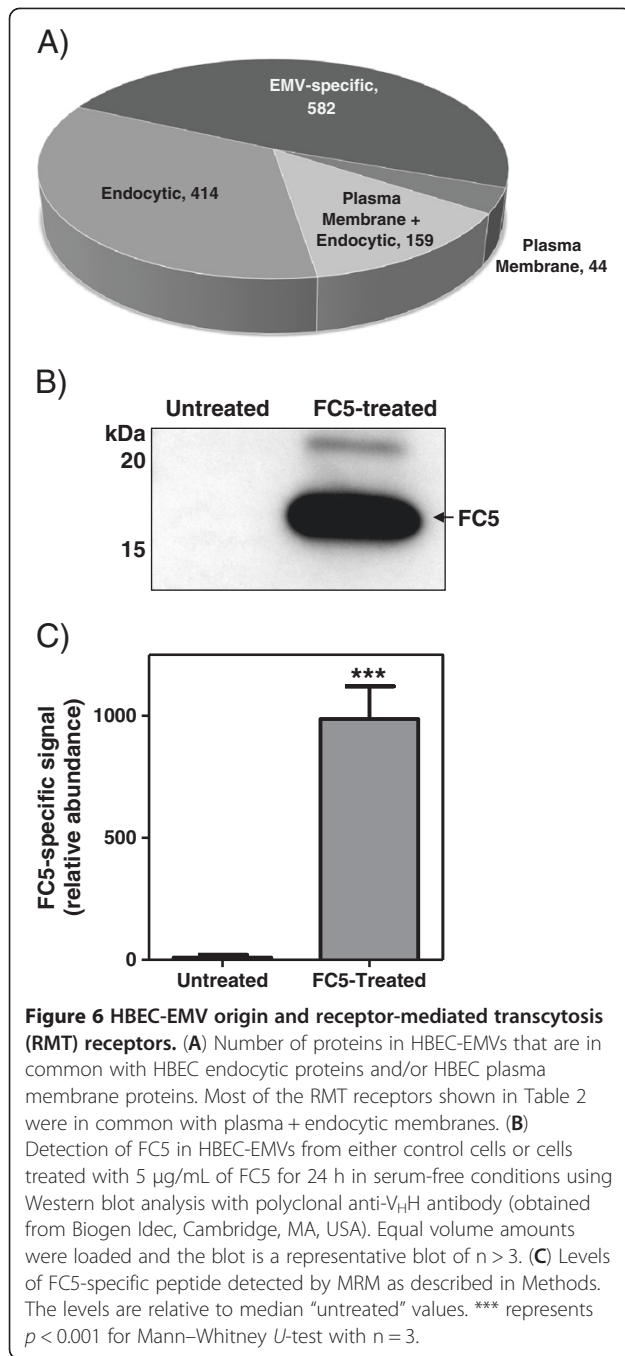 A)
EMV-specific,
582
Endocytic, 414
Plasma
Membrane +
Endocytic, 159
Plasma
Membrane, 44
B)
Untreated FC5-treated
kDa
20
FC5
15
C)
***
FC5-specific signal
(relative abundance)
1000
500
0
Untreated FC5-Treated
Figure 6 HBEC-EMV origin and receptor-mediated transcytosis
(RMT) receptors. (A) Number of proteins in HBEC-EMVs that are in
common with HBEC endocytic proteins and/or HBEC plasma
membrane proteins. Most of the RMT receptors shown in Table 2
were in common with plasma + endocytic membranes. (B)
Detection of FC5 in HBEC-EMVs from either control cells or cells
treated with 5 μg/mL of FC5 for 24 h in serum-free conditions using
Western blot analysis with polyclonal anti-VHH antibody (obtained
from Biogen Idec, Cambridge, MA, USA). Equal volume amounts
were loaded and the blot is a representative blot of n > 3. (C) Levels
of FC5-specific peptide detected by MRM as described in Methods.
The levels are relative to median “untreated” values. *** represents
p < 0.001 for Mann–Whitney U-test with n = 3.